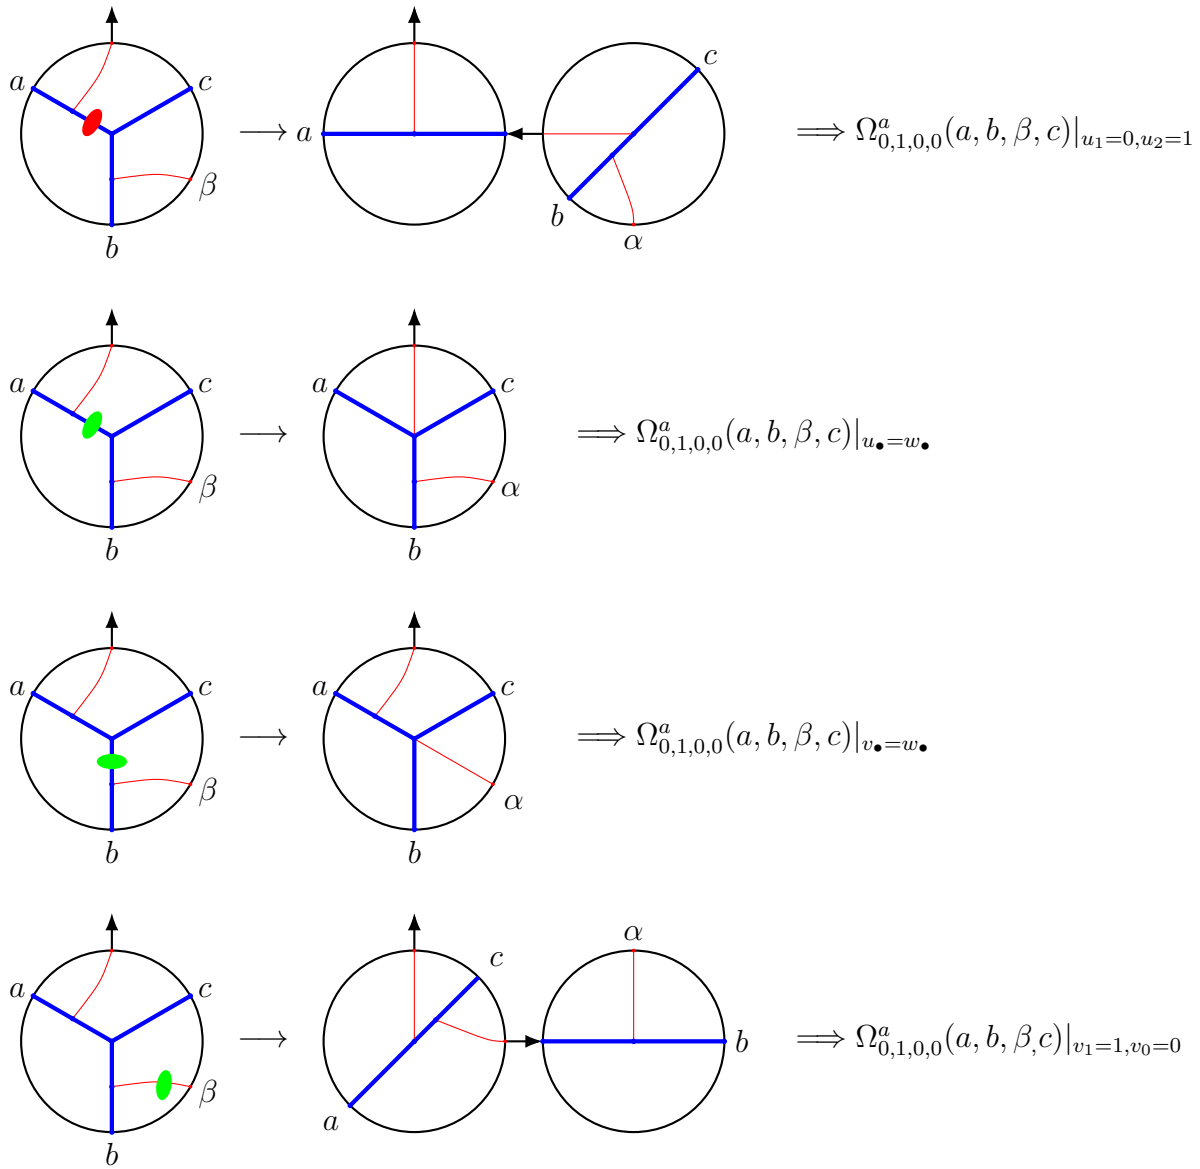 a c β b ⟶ a c b α ⟹ Ω^a_{0,1,0,0}(a, b, β, c)|_{u_1=0,u_2=1}
a c β b ⟶ a c α b ⟹ Ω^a_{0,1,0,0}(a, b, β, c)|_{u_•=w_•}
a c β b ⟶ a c α b ⟹ Ω^a_{0,1,0,0}(a, b, β, c)|_{v_•=w_•}
a c β b ⟶ a c α b ⟹ Ω^a_{0,1,0,0}(a, b, β,c)|_{v_1=1,v_0=0}